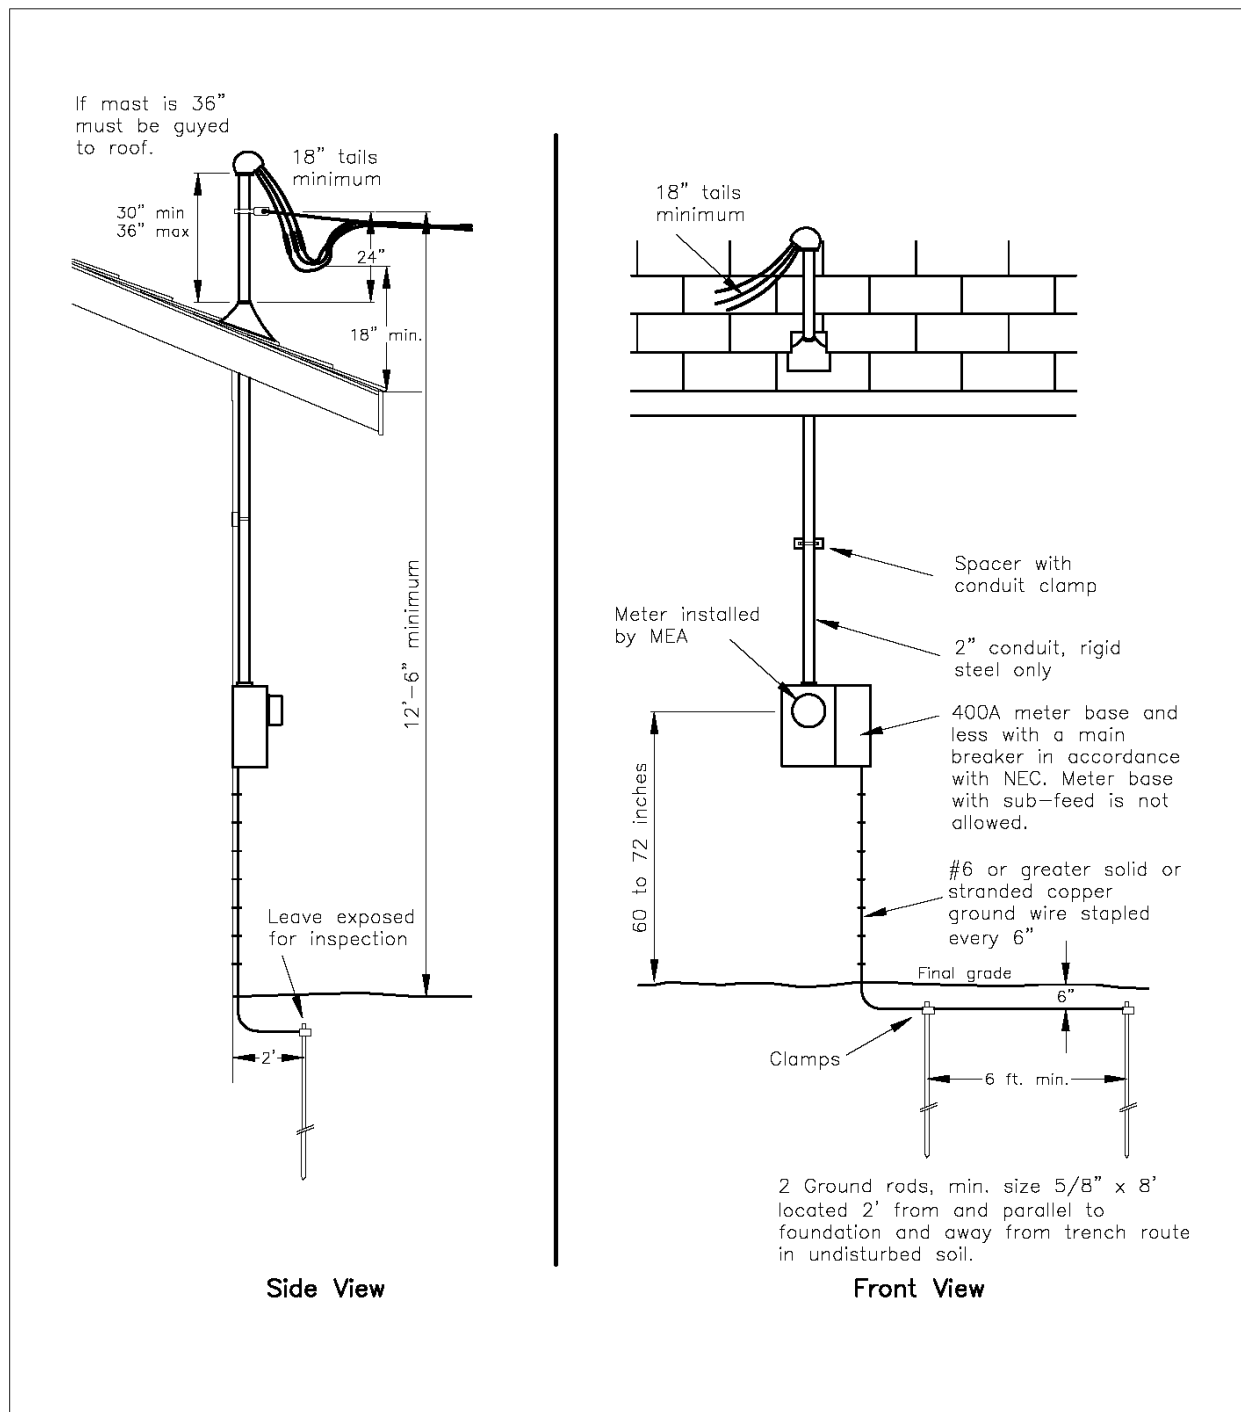 If mast is 36"
must be guyed
to roof.
18" tails
minimum
30" min
36" max
24"
18" min.
12'-6" minimum
Leave exposed
for inspection
2'
Side View
18" tails
minimum
Spacer with
conduit clamp
Meter installed
by MEA
2" conduit, rigid
steel only
400A meter base and
less with a main
breaker in accordance
with NEC. Meter base
with sub-feed is not
allowed.
60 to 72 inches
#6 or greater solid or
stranded copper
ground wire stapled
every 6"
Final grade
6"
Clamps
6 ft. min.
2 Ground rods, min. size 5/8" x 8'
located 2' from and parallel to
foundation and away from trench route
in undisturbed soil.
Front View